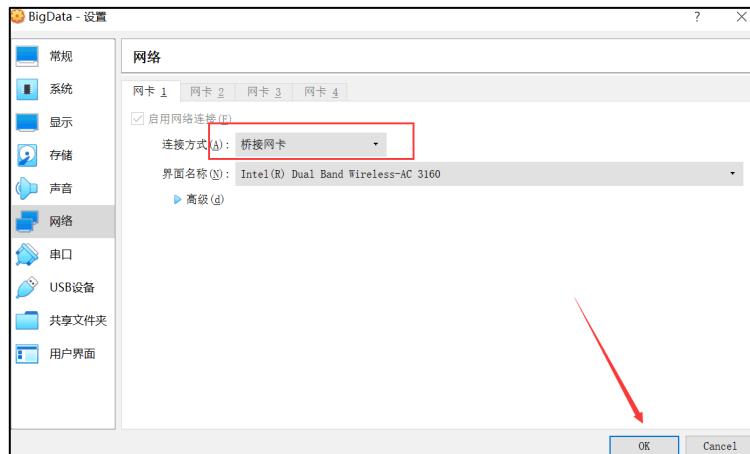 BigData - 设置
? ×
常规
系统
显示
存储
声音
网络
串口
USB设备
共享文件夹
用户界面
网络
网卡 1 网卡 2 网卡 3 网卡 4
启用网络连接(E)
连接方式(A): 桥接网卡
界面名称(N): Intel(R) Dual Band Wireless-AC 3160
高级(d)
OK Cancel